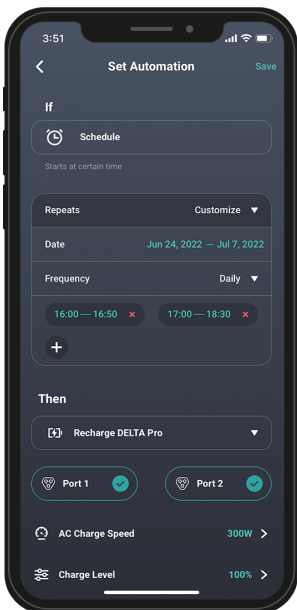 3:51
Set Automation Save
If
Schedule
Starts at certain time
Repeats Customize
Date Jun 24, 2022 — Jul 7, 2022
Frequency Daily
16:00 — 16:50 × 17:00 — 18:30 ×
+
Then
Recharge DELTA Pro
Port 1 Port 2
AC Charge Speed 300W
Charge Level 100%